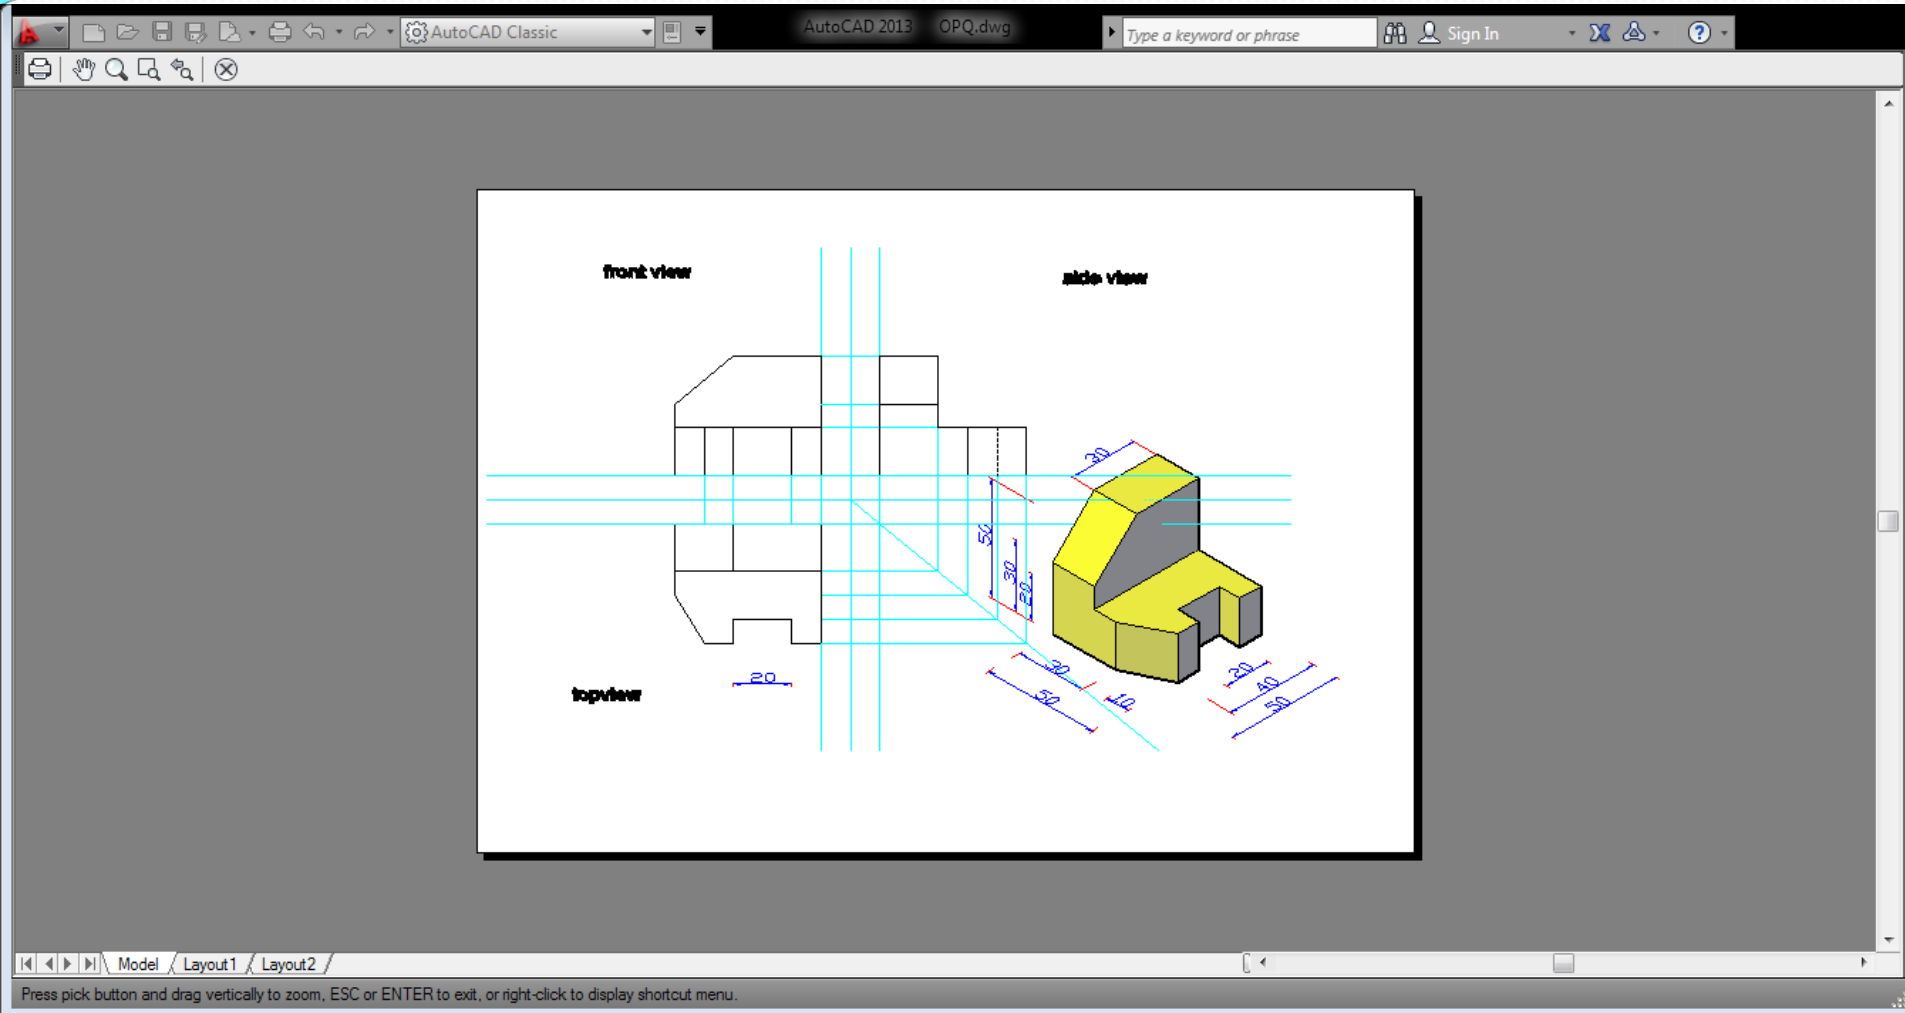 AutoCAD Classic
AutoCAD 2013 OPQ.dwg
Type a keyword or phrase
Sign In
front view
side view
topview
20
30
50
30
20
30
50
10
20
40
50
Model
Layout1
Layout2
Press pick button and drag vertically to zoom, ESC or ENTER to exit, or right-click to display shortcut menu.